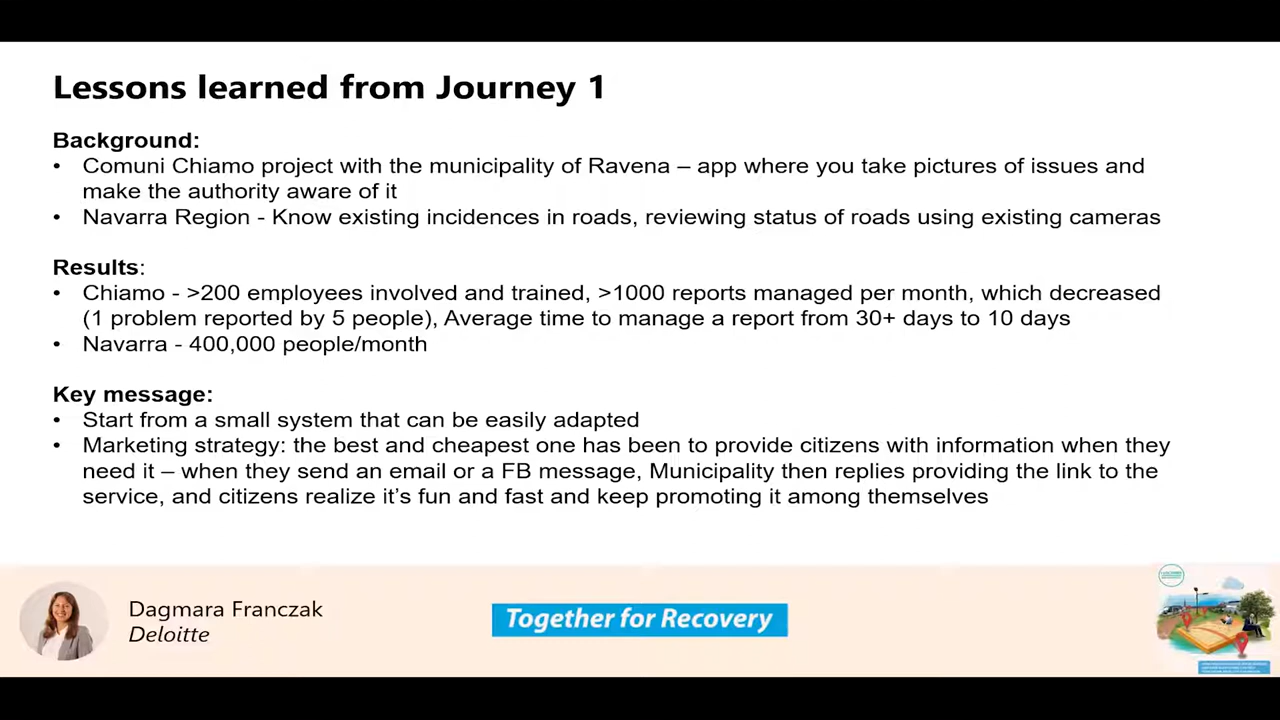 Lessons learned from Journey 1
Background:
• Comuni Chiamo project with the municipality of Ravena – app where you take pictures of issues and
make the authority aware of it
• Navarra Region - Know existing incidences in roads, reviewing status of roads using existing cameras
Results:
• Chiamo - >200 employees involved and trained, >1000 reports managed per month, which decreased
(1 problem reported by 5 people), Average time to manage a report from 30+ days to 10 days
• Navarra - 400,000 people/month
Key message:
• Start from a small system that can be easily adapted
• Marketing strategy: the best and cheapest one has been to provide citizens with information when they
need it – when they send an email or a FB message, Municipality then replies providing the link to the
service, and citizens realize it's fun and fast and keep promoting it among themselves
Dagmara Franczak
Deloitte
Together for Recovery